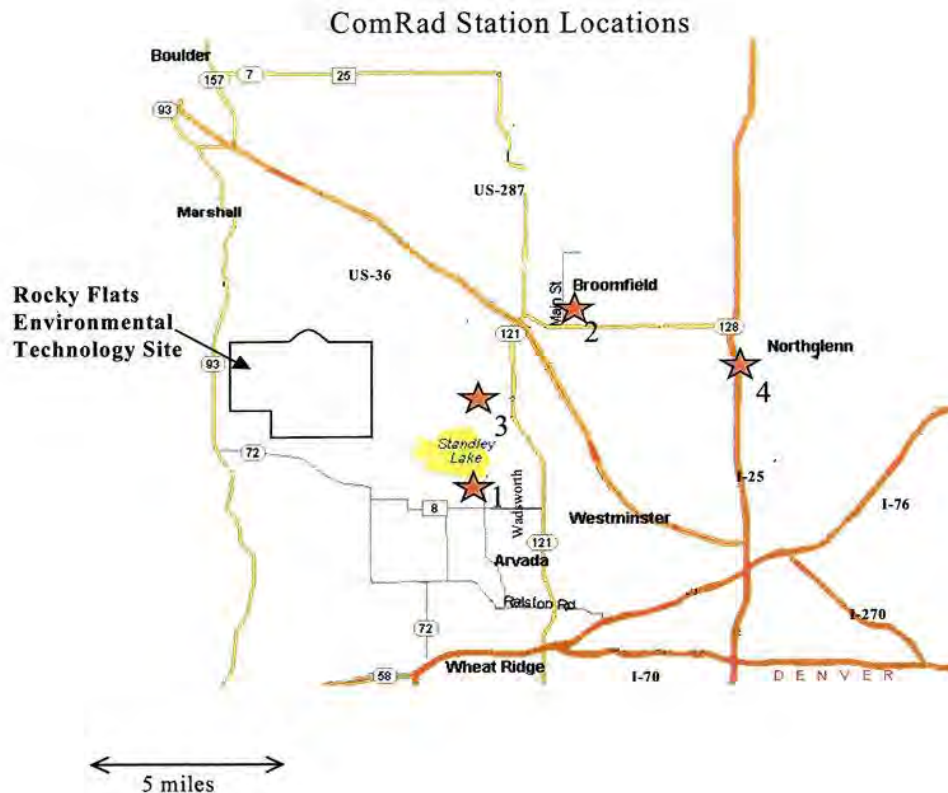 ComRad Station Locations
Boulder
157
7
25
93
US-287
Marshall
US-36
Rocky Flats
Environmental
Technology Site
Main St
Broomfield
2
121
128
Northglenn
93
4
3
Standley
Lake
72
1
I-25
8
Wadsworth
Westminster
I-76
121
Arvada
Ralston Rd
72
I-270
Wheat Ridge
58
I-70
DENVER
5 miles